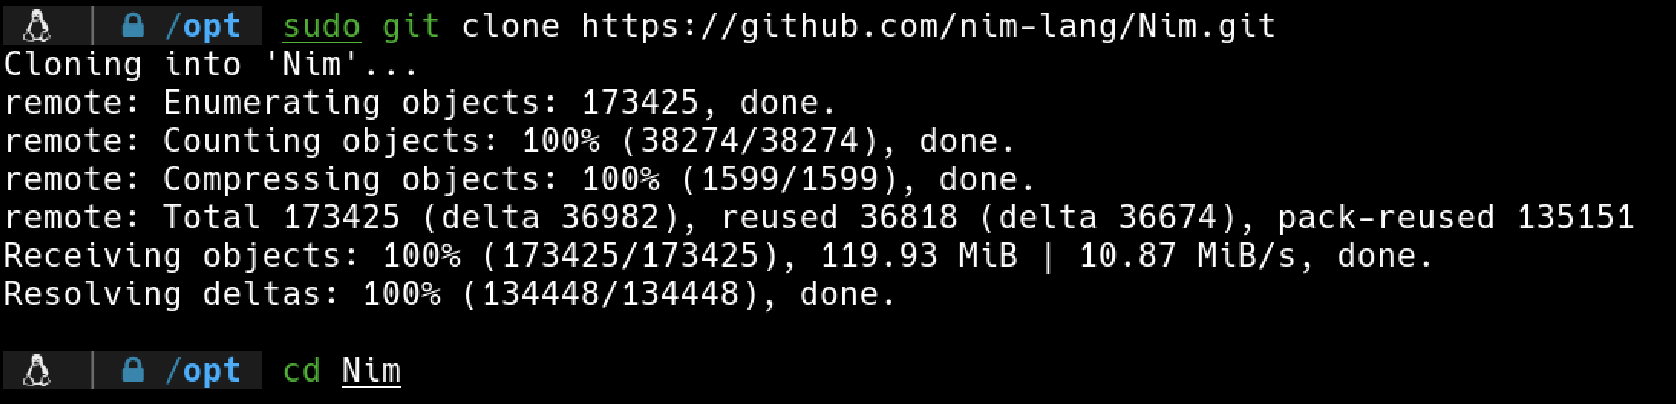 /opt sudo git clone https://github.com/nim-lang/Nim.git
Cloning into 'Nim'...
remote: Enumerating objects: 173425, done.
remote: Counting objects: 100% (38274/38274), done.
remote: Compressing objects: 100% (1599/1599), done.
remote: Total 173425 (delta 36982), reused 36818 (delta 36674), pack-reused 135151
Receiving objects: 100% (173425/173425), 119.93 MiB | 10.87 MiB/s, done.
Resolving deltas: 100% (134448/134448), done.
/opt cd Nim